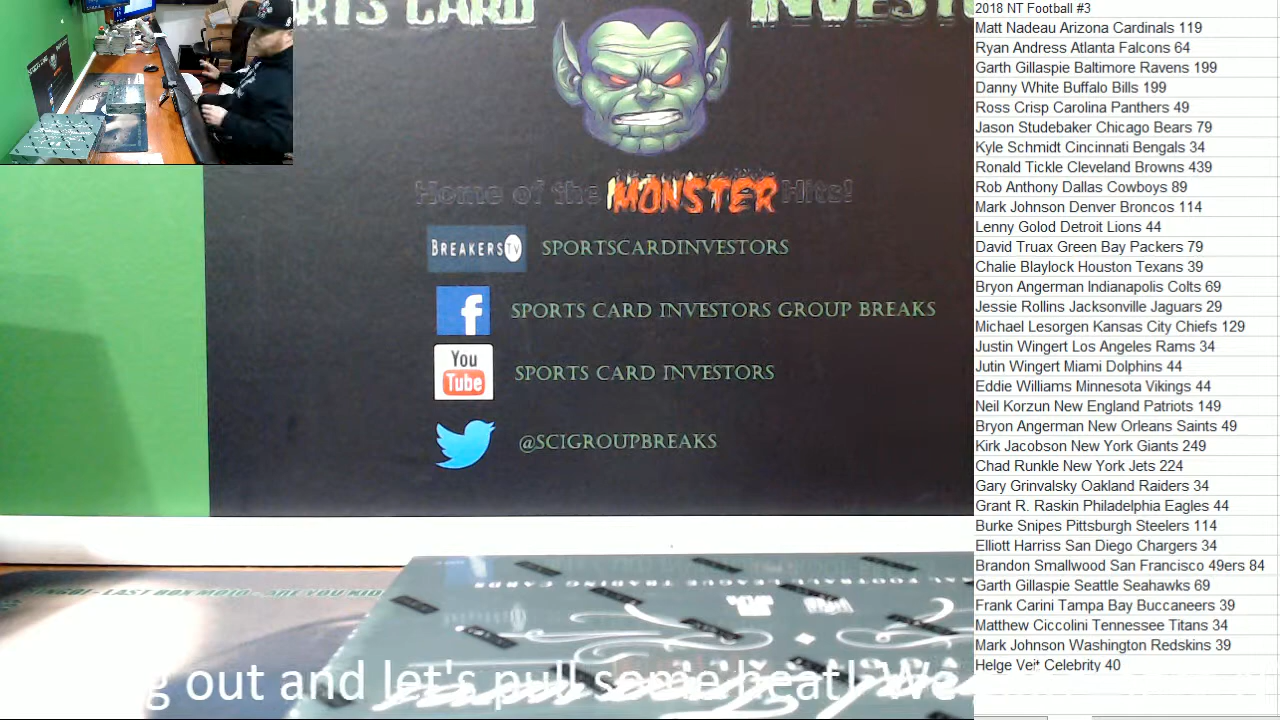 RTS CARD INVEST
Home of the MONSTER Hits!
BREAKERS TV SPORTSCARDINVESTORS
f SPORTS CARD INVESTORS GROUP BREAKS
You Tube SPORTS CARD INVESTORS
@SCIGROUPBREAKS
2018 NT Football #3
Matt Nadeau Arizona Cardinals 119
Ryan Andress Atlanta Falcons 64
Garth Gillaspie Baltimore Ravens 199
Danny White Buffalo Bills 199
Ross Crisp Carolina Panthers 49
Jason Studebaker Chicago Bears 79
Kyle Schmidt Cincinnati Bengals 34
Ronald Tickle Cleveland Browns 439
Rob Anthony Dallas Cowboys 89
Mark Johnson Denver Broncos 114
Lenny Golod Detroit Lions 44
David Truax Green Bay Packers 79
Chalie Blaylock Houston Texans 39
Bryon Angerman Indianapolis Colts 69
Jessie Rollins Jacksonville Jaguars 29
Michael Lesorgen Kansas City Chiefs 129
Justin Wingert Los Angeles Rams 34
Jutin Wingert Miami Dolphins 44
Eddie Williams Minnesota Vikings 44
Neil Korzun New England Patriots 149
Bryon Angerman New Orleans Saints 49
Kirk Jacobson New York Giants 249
Chad Runkle New York Jets 224
Gary Grinvalsky Oakland Raiders 34
Grant R. Raskin Philadelphia Eagles 44
Burke Snipes Pittsburgh Steelers 114
Elliott Harriss San Diego Chargers 34
Brandon Smallwood San Francisco 49ers 84
Garth Gillaspie Seattle Seahawks 69
Frank Carini Tampa Bay Buccaneers 39
Matthew Ciccolini Tennessee Titans 34
Mark Johnson Washington Redskins 39
Helge Veit Celebrity 40
g out and let's pull some heat! We